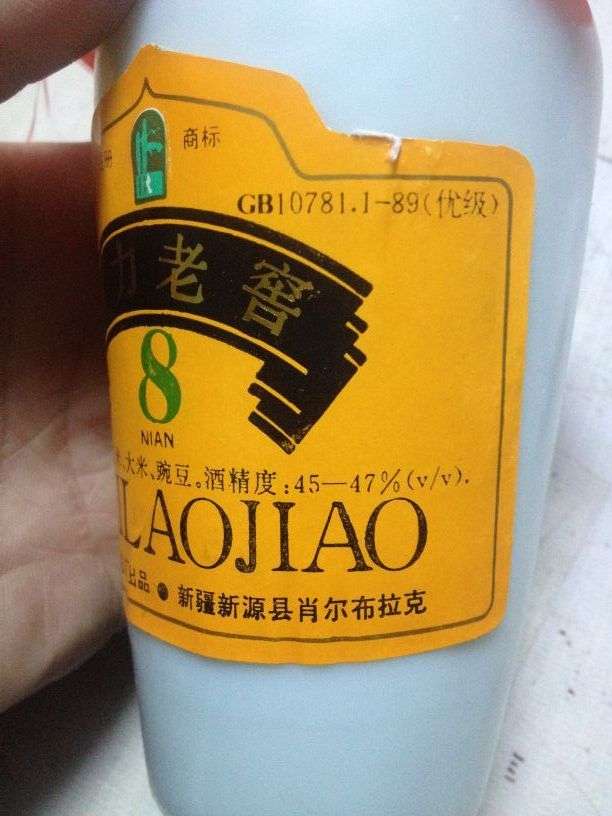 商标
GB10781.1-89(优级)
力老窖
8
NIAN
、大米、豌豆。酒精度:45—47%(v/v).
LAOJIAO
出品 • 新疆新源县肖尔布拉克